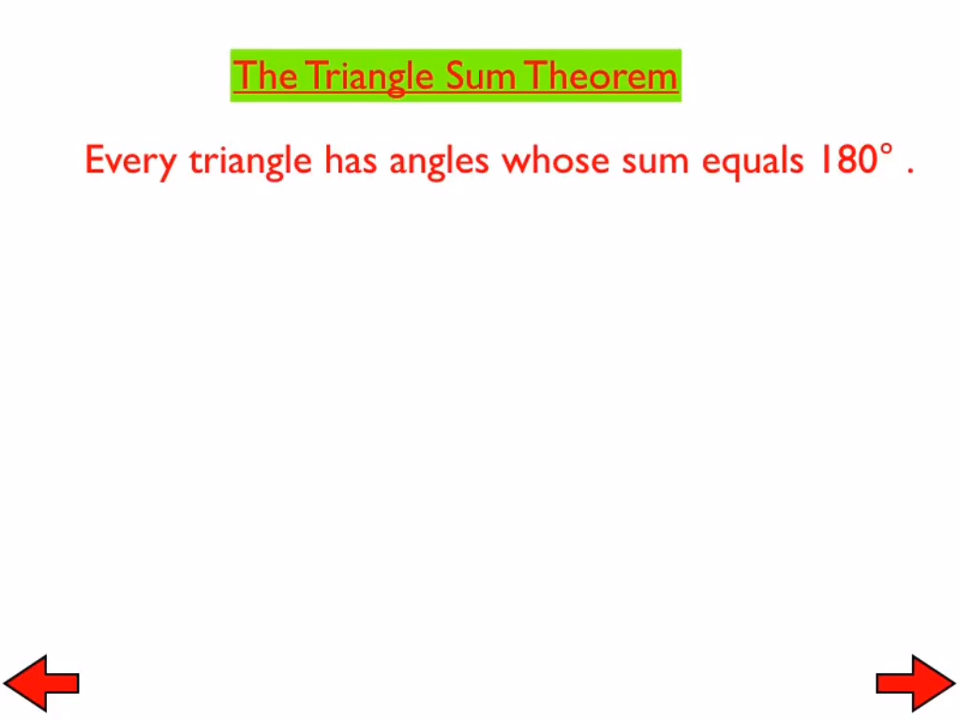 The Triangle Sum Theorem
Every triangle has angles whose sum equals 180° .